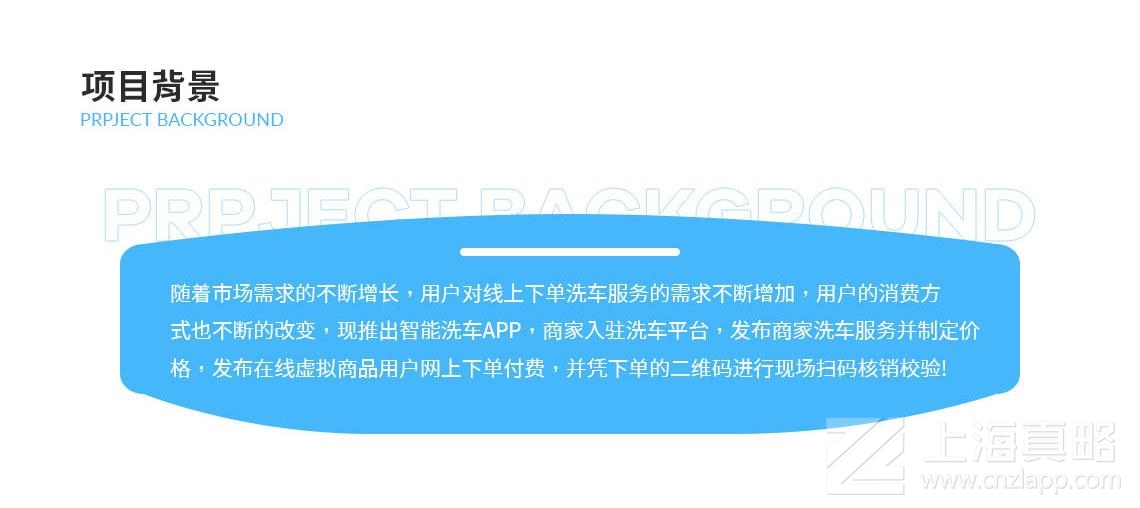 项目背景
PRPJECT BACKGROUND
PRPJECT BACKGROUND
随着市场需求的不断增长，用户对线上下单洗车服务的需求不断增加，用户的消费方
式也不断的改变，现推出智能洗车APP，商家入驻洗车平台，发布商家洗车服务并制定价
格，发布在线虚拟商品用户网上下单付费，并凭下单的二维码进行现场扫码核销校验!
上海真略
www.cnzlapp.com